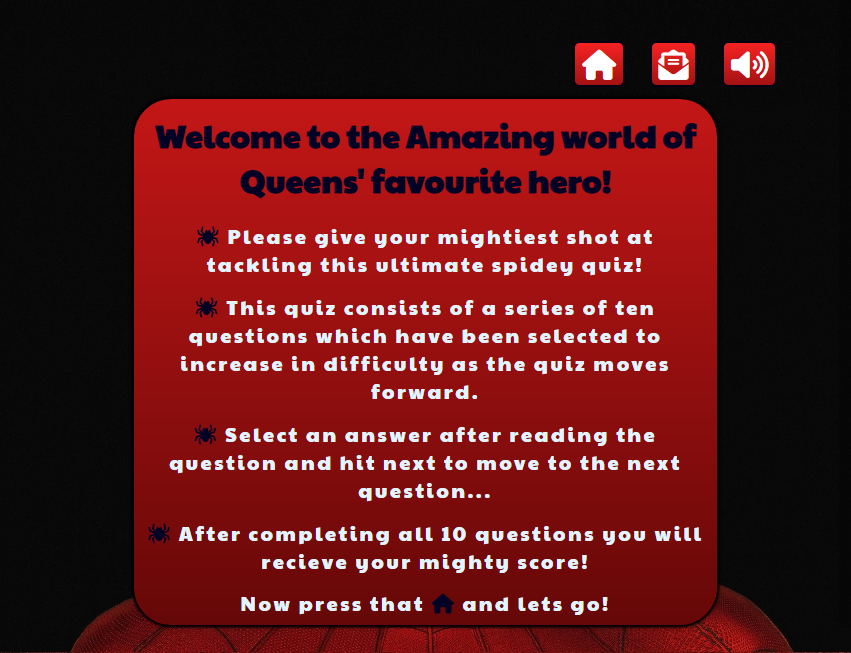 Welcome to the Amazing world of
Queens' favourite hero!
Please give your mightiest shot at
tackling this ultimate spidey quiz!
This quiz consists of a series of ten
questions which have been selected to
increase in difficulty as the quiz moves
forward.
Select an answer after reading the
question and hit next to move to the next
question...
After completing all 10 questions you will
recieve your mighty score!
Now press that and lets go!